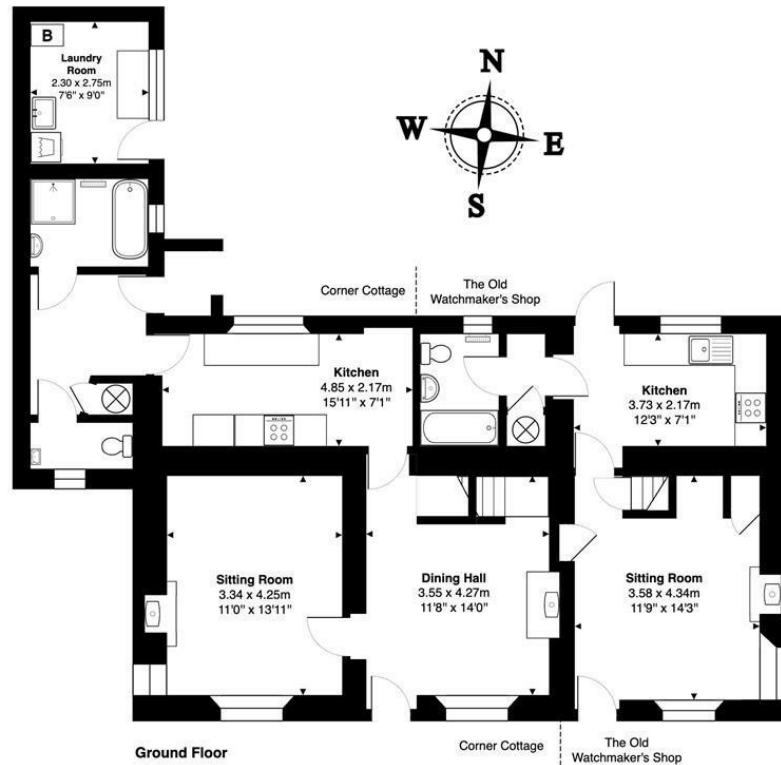 B
Laundry
Room
2.30 x 2.75m
7'6" x 9'0"
N
W
E
S
Corner Cottage
The Old
Watchmaker's Shop
Kitchen
4.85 x 2.17m
15'11" x 7'1"
Kitchen
3.73 x 2.17m
12'3" x 7'1"
Sitting Room
3.34 x 4.25m
11'0" x 13'11"
Dining Hall
3.55 x 4.27m
11'8" x 14'0"
Sitting Room
3.58 x 4.34m
11'9" x 14'3"
Ground Floor
Corner Cottage
The Old
Watchmaker's Shop